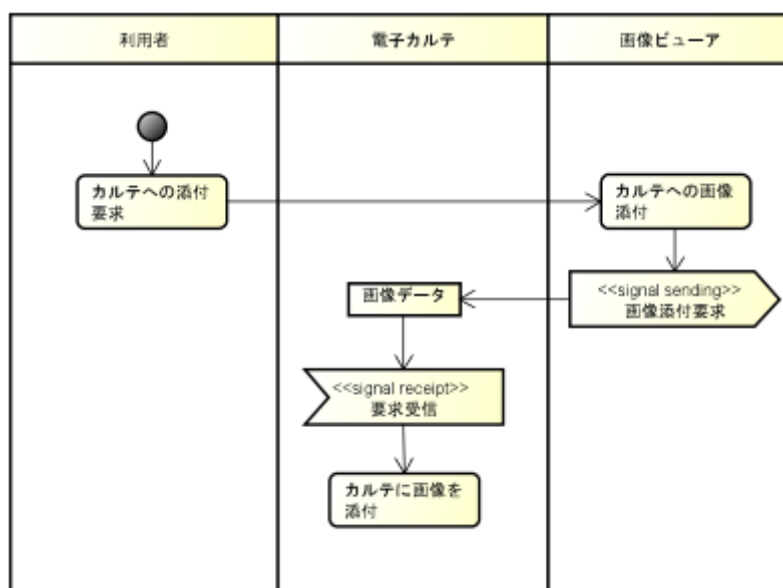 利用者
電子カルテ
画像ビューア
カルテへの添付
要求
カルテへの画像
添付
<<signal sending>>
画像添付要求
画像データ
<<signal receipt>>
要求受信
カルテに画像を
添付